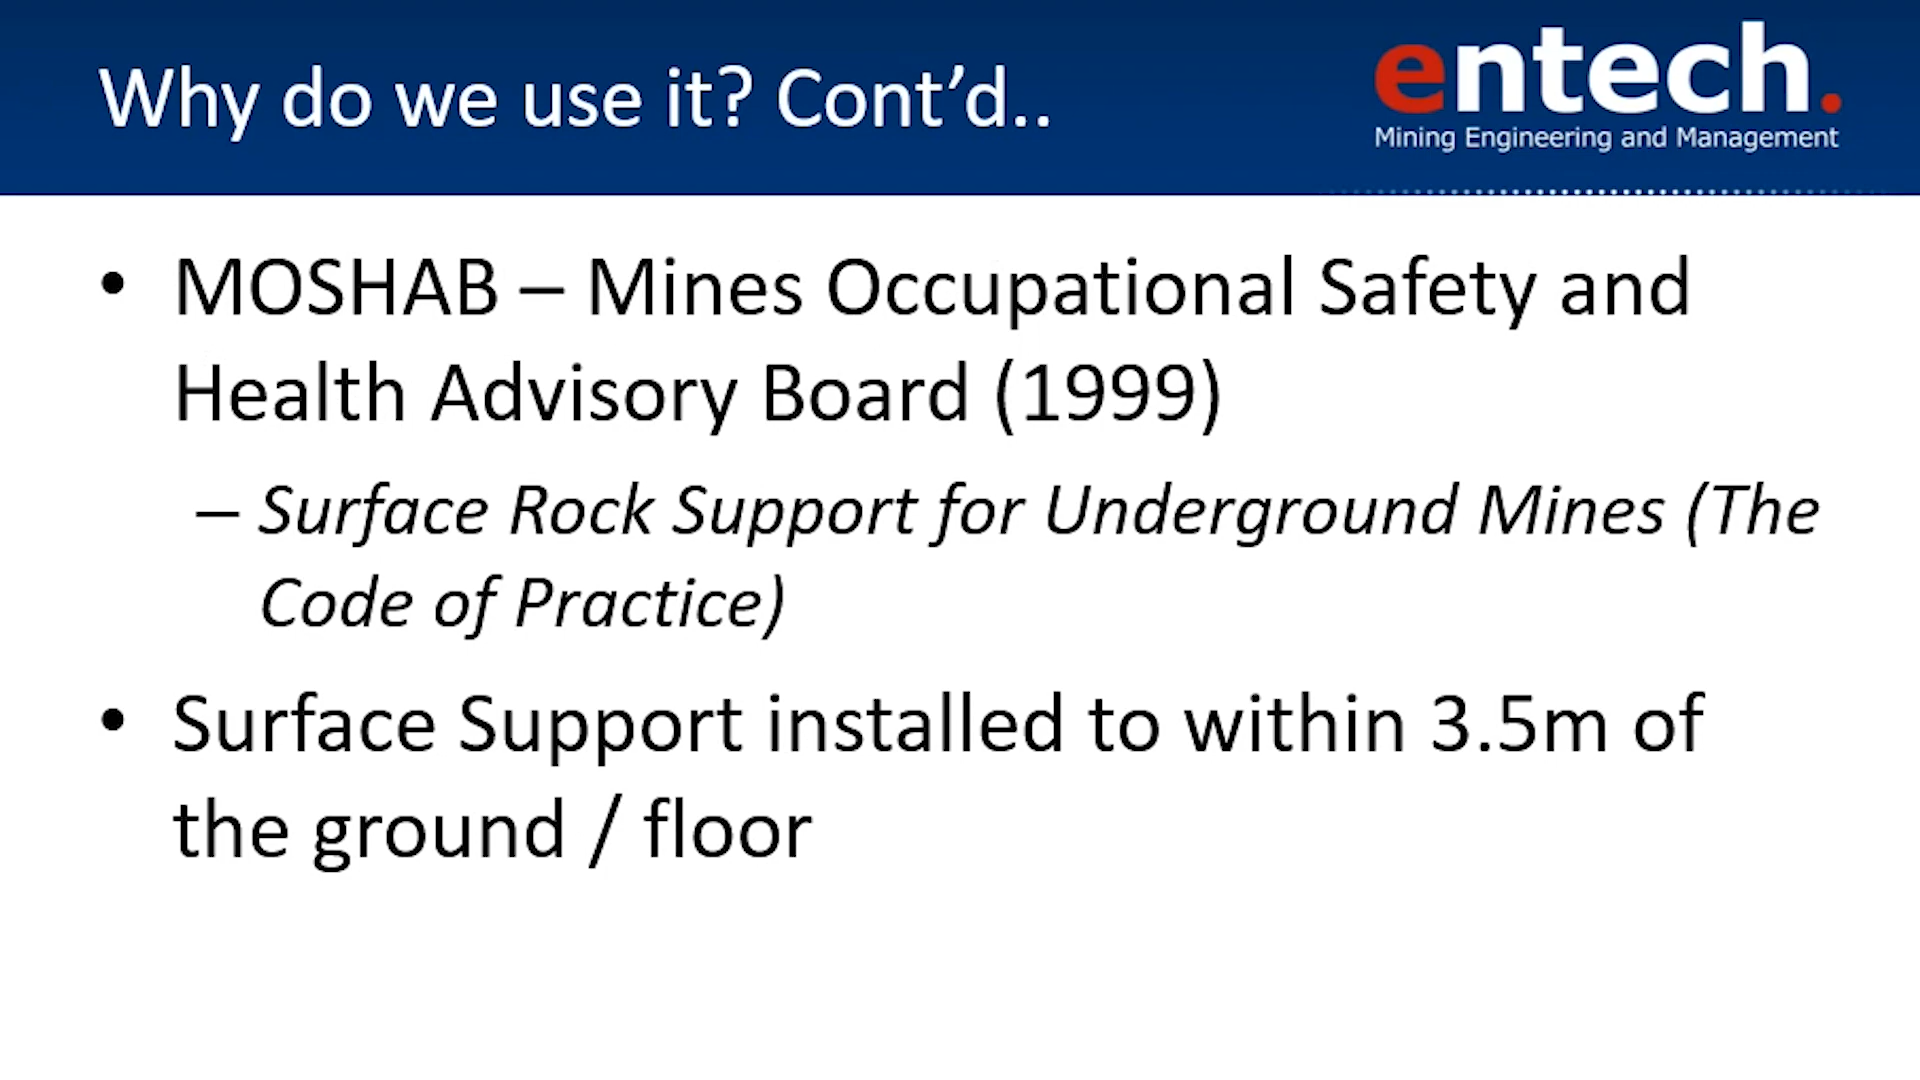 Why do we use it? Cont’d..
entech.
Mining Engineering and Management
• MOSHAB – Mines Occupational Safety and
Health Advisory Board (1999)
– Surface Rock Support for Underground Mines (The
Code of Practice)
• Surface Support installed to within 3.5m of
the ground / floor